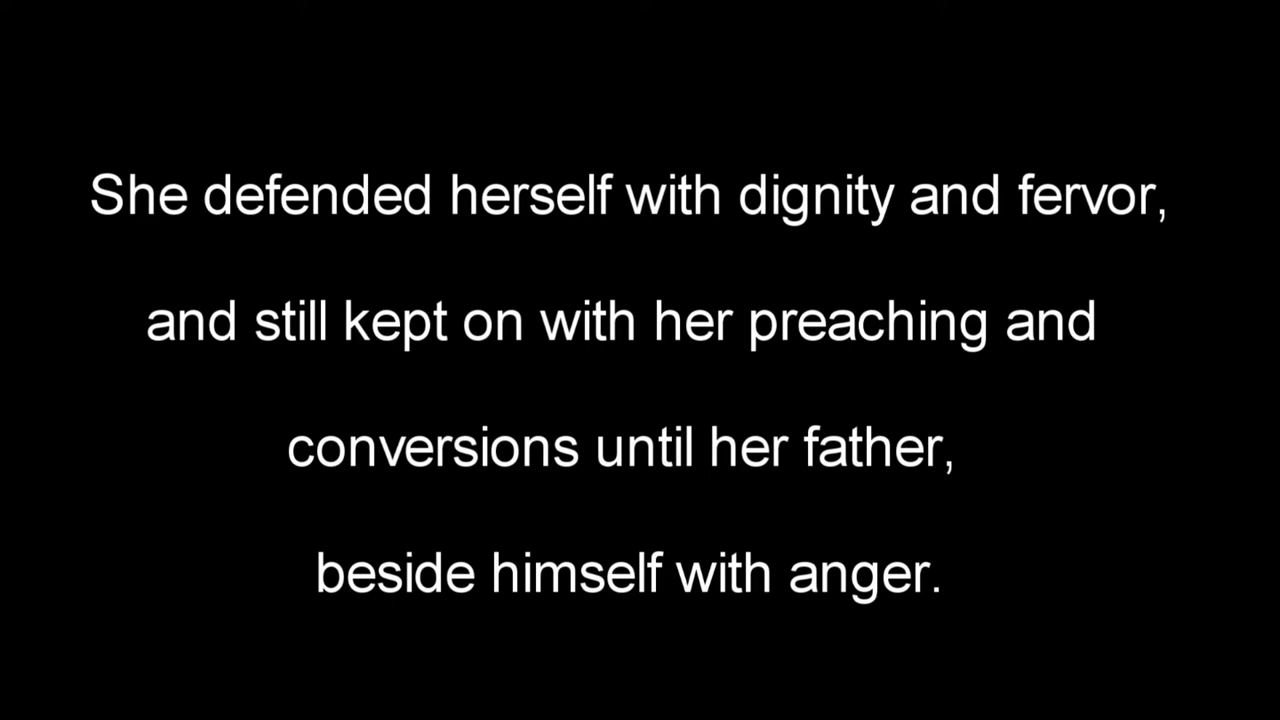 She defended herself with dignity and fervor,
and still kept on with her preaching and
conversions until her father,
beside himself with anger.